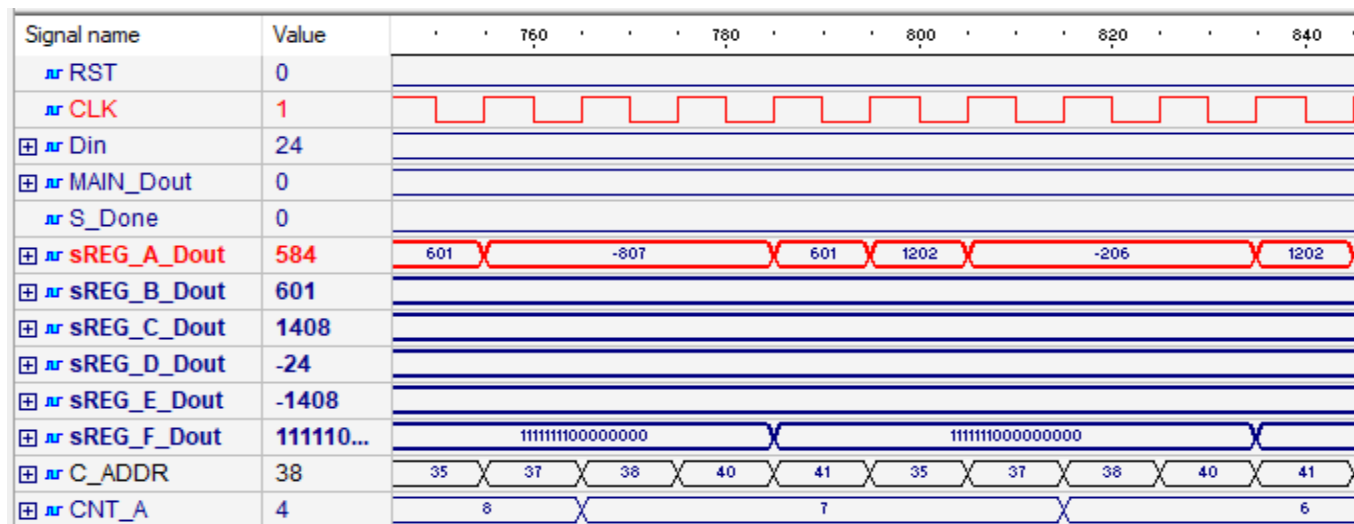 Signal name Value 760 780 800 820 840
RST 0
CLK 1
Din 24
MAIN_Dout 0
S_Done 0
sREG_A_Dout 584 601 -807 601 1202 -206 1202
sREG_B_Dout 601
sREG_C_Dout 1408
sREG_D_Dout -24
sREG_E_Dout -1408
sREG_F_Dout 111110... 1111111100000000 1111111000000000
C_ADDR 38 35 37 38 40 41 35 37 38 40 41
CNT_A 4 8 7 6